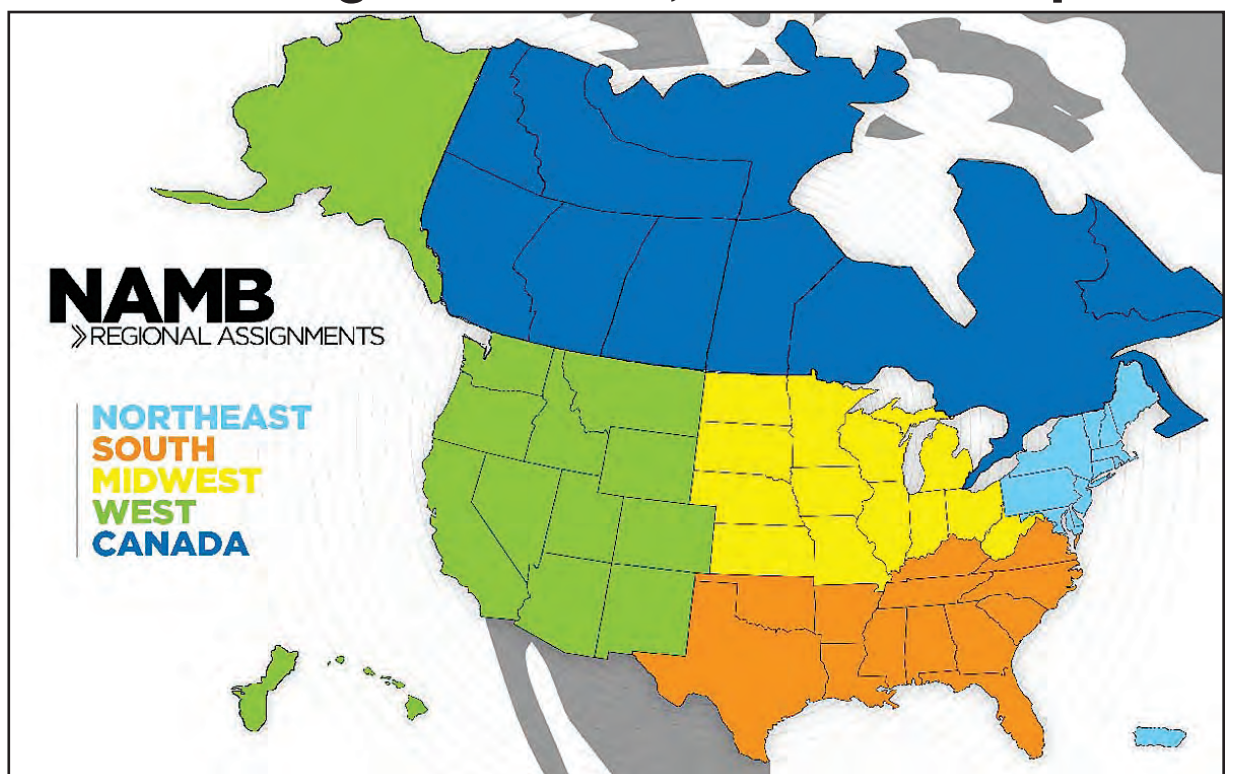 NAMB
REGIONAL ASSIGNMENTS
NORTHEAST
SOUTH
MIDWEST
WEST
CANADA